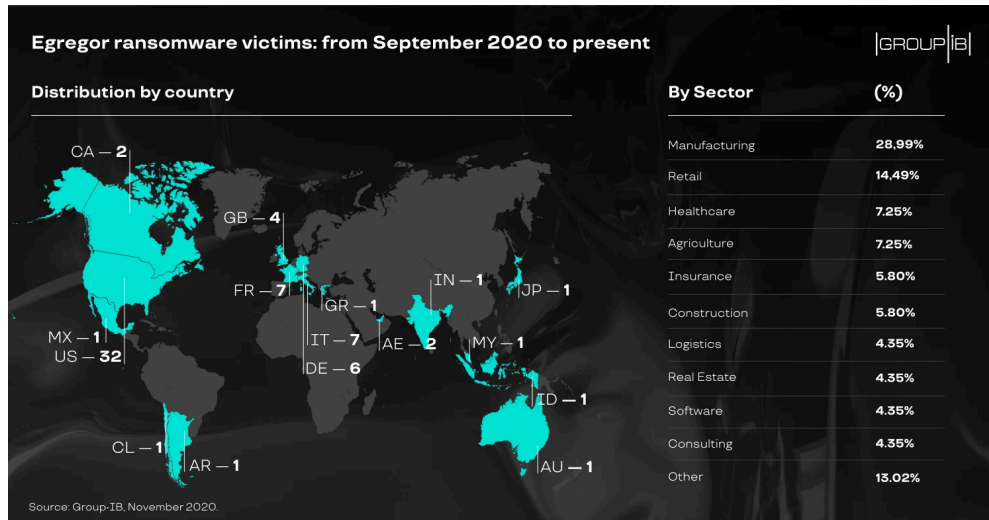 Egregor ransomware victims: from September 2020 to present
|GROUP|iB|
Distribution by country
CA — 2
GB — 4
FR — 7
GR — 1
IT — 7
DE — 6
AE — 2
IN — 1
JP — 1
MY — 1
MX — 1
US — 32
ID — 1
CL — 1
AR — 1
AU — 1
By Sector (%)
Manufacturing 28,99%
Retail 14,49%
Healthcare 7.25%
Agriculture 7.25%
Insurance 5.80%
Construction 5.80%
Logistics 4.35%
Real Estate 4.35%
Software 4.35%
Consulting 4.35%
Other 13.02%
Source: Group-IB, November 2020.